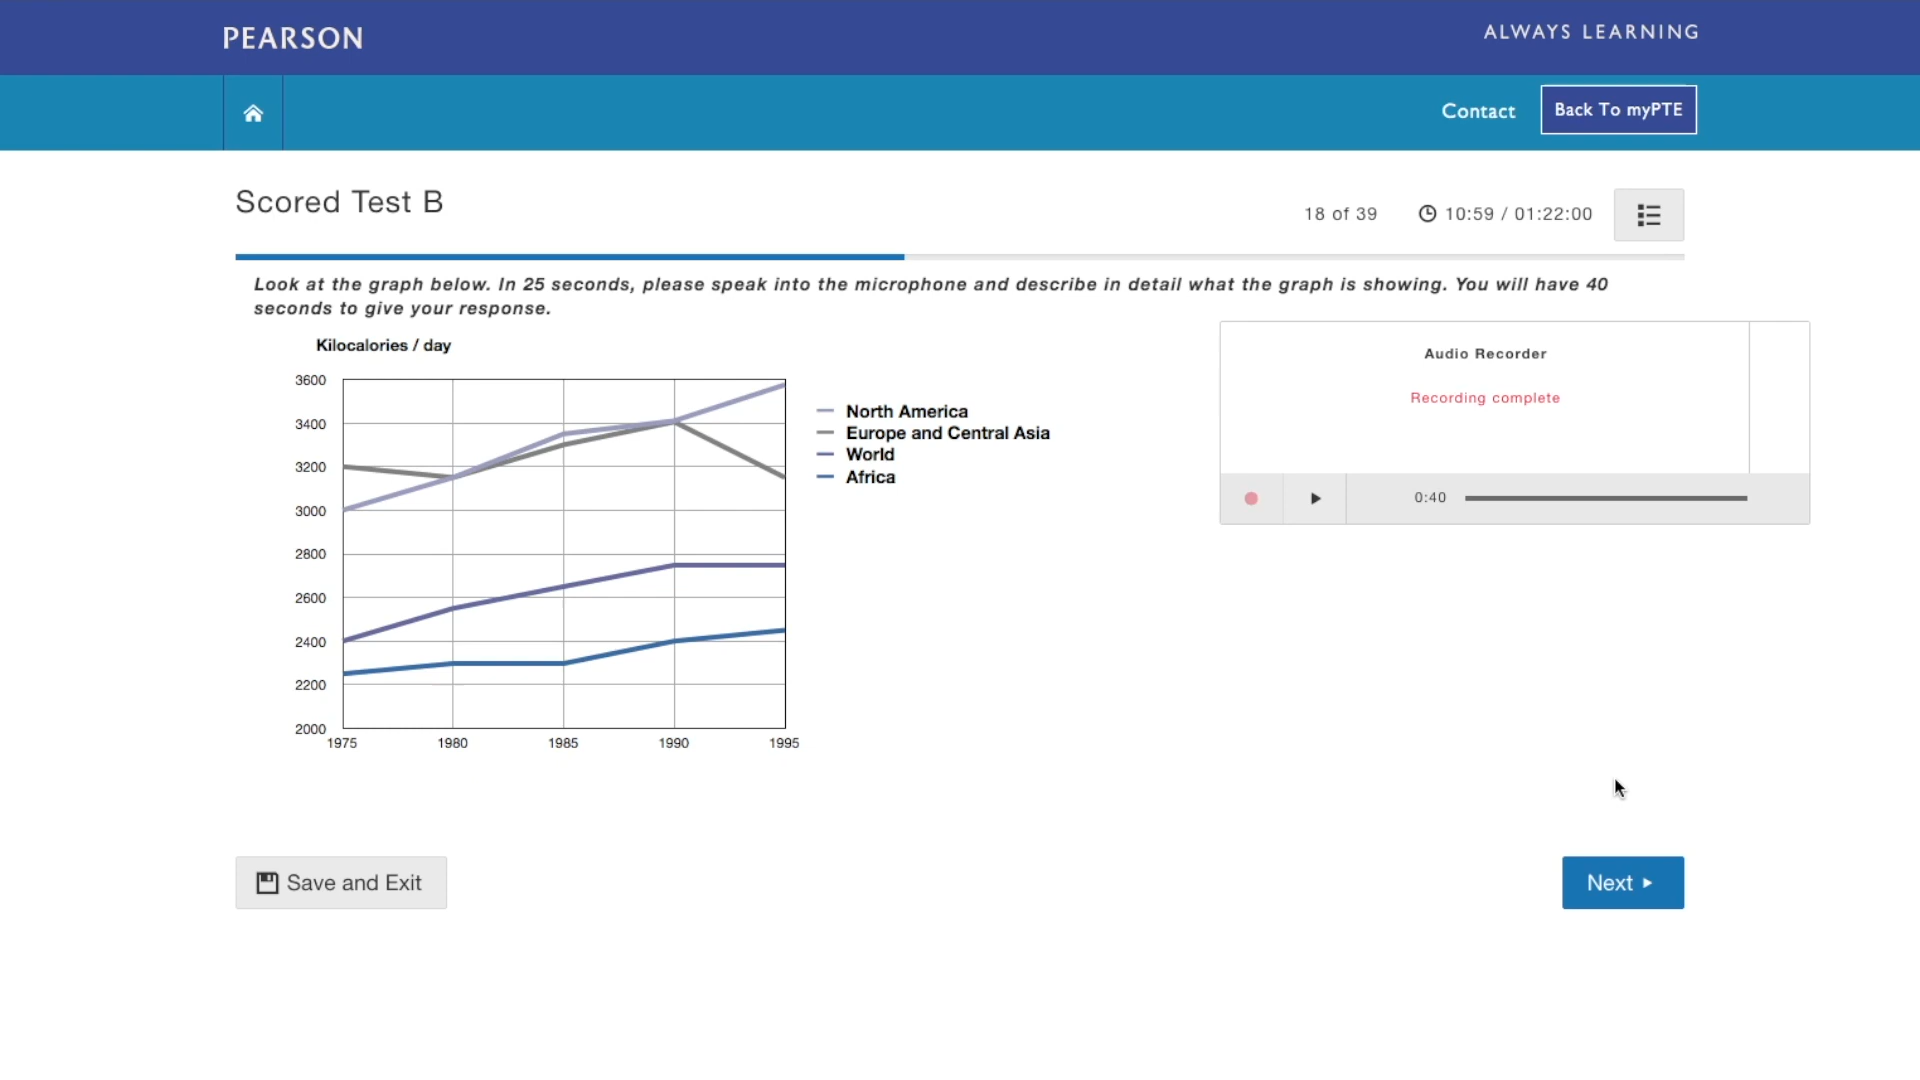 PEARSON
ALWAYS LEARNING
Contact
Back To myPTE
Scored Test B
18 of 39
10:59 / 01:22:00
Look at the graph below. In 25 seconds, please speak into the microphone and describe in detail what the graph is showing. You will have 40
seconds to give your response.
Kilocalories / day
3600
3400
3200
3000
2800
2600
2400
2200
2000
1975 1980 1985 1990 1995
North America
Europe and Central Asia
World
Africa
Audio Recorder
Recording complete
0:40
Save and Exit
Next